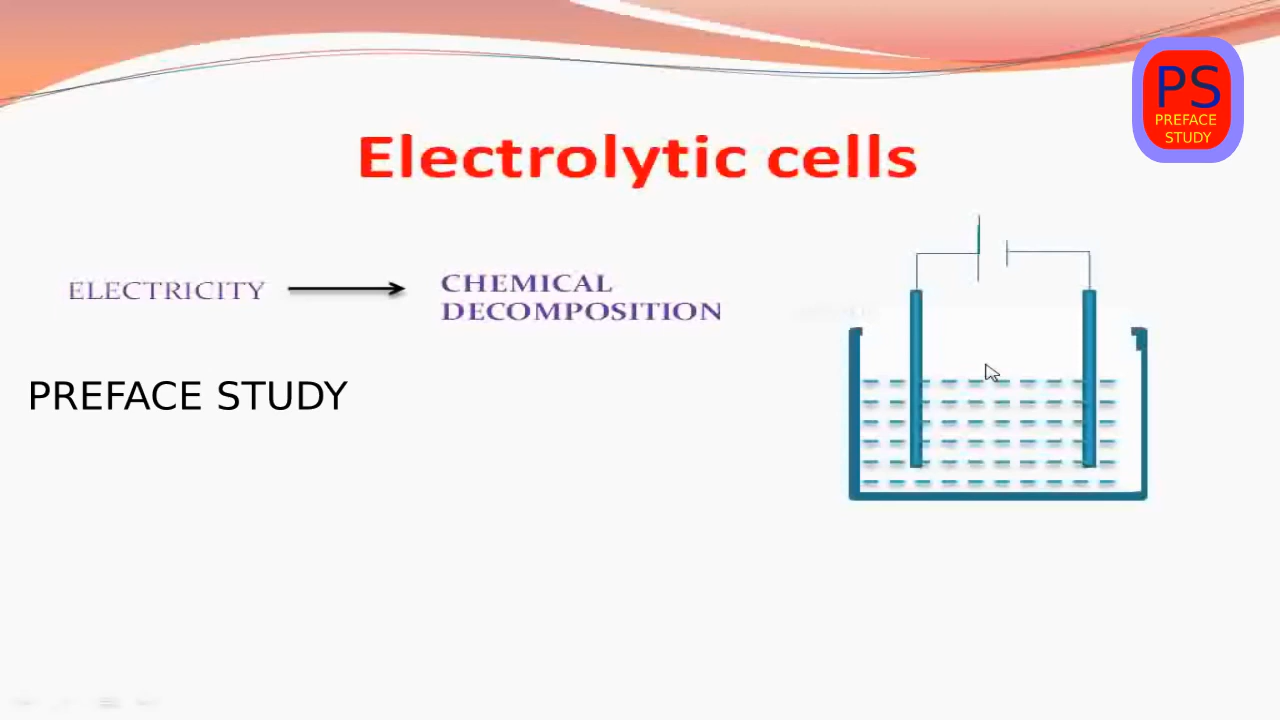 PS
PREFACE
STUDY
Electrolytic cells
ELECTRICITY
CHEMICAL
DECOMPOSITION
PREFACE STUDY